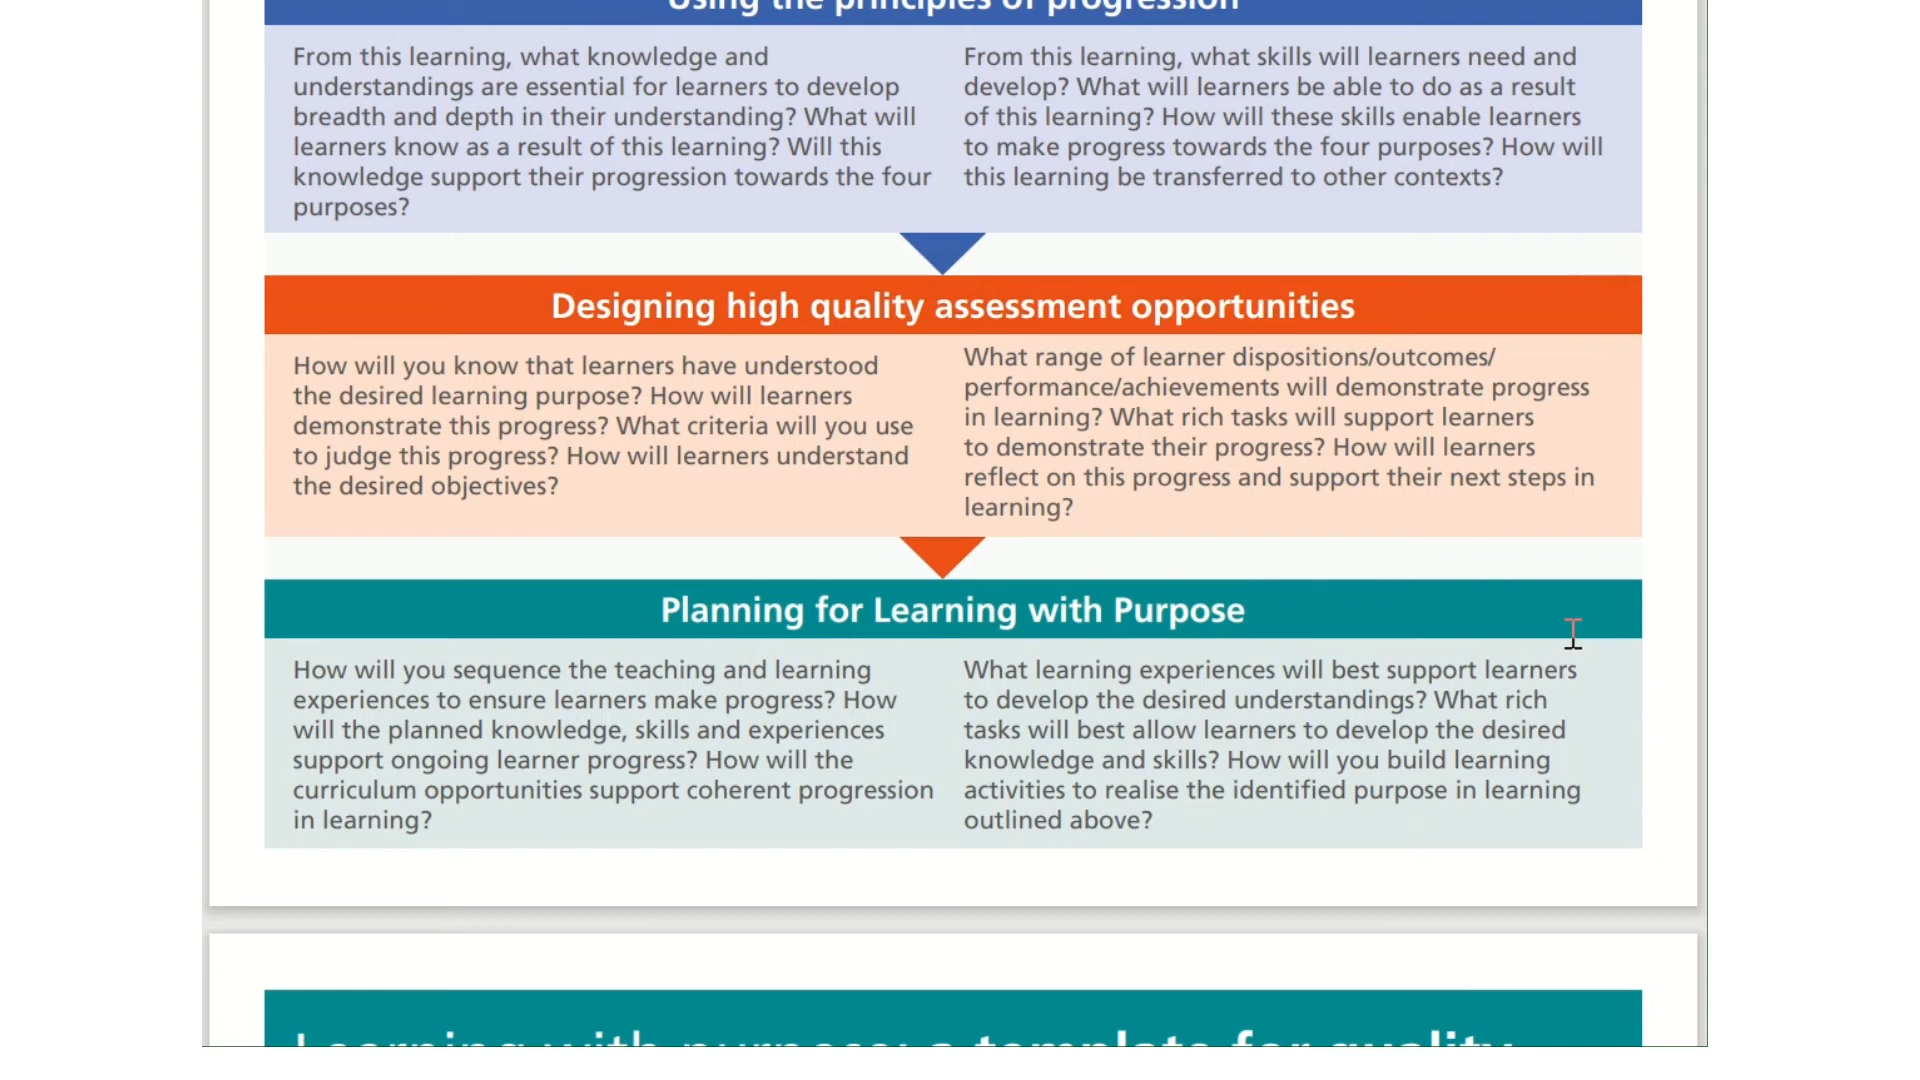 Using the principles of progression
From this learning, what knowledge and
understandings are essential for learners to develop
breadth and depth in their understanding? What will
learners know as a result of this learning? Will this
knowledge support their progression towards the four
purposes?
From this learning, what skills will learners need and
develop? What will learners be able to do as a result
of this learning? How will these skills enable learners
to make progress towards the four purposes? How will
this learning be transferred to other contexts?
Designing high quality assessment opportunities
How will you know that learners have understood
the desired learning purpose? How will learners
demonstrate this progress? What criteria will you use
to judge this progress? How will learners understand
the desired objectives?
What range of learner dispositions/outcomes/
performance/achievements will demonstrate progress
in learning? What rich tasks will support learners
to demonstrate their progress? How will learners
reflect on this progress and support their next steps in
learning?
Planning for Learning with Purpose
How will you sequence the teaching and learning
experiences to ensure learners make progress? How
will the planned knowledge, skills and experiences
support ongoing learner progress? How will the
curriculum opportunities support coherent progression
in learning?
What learning experiences will best support learners
to develop the desired understandings? What rich
tasks will best allow learners to develop the desired
knowledge and skills? How will you build learning
activities to realise the identified purpose in learning
outlined above?
Learning with purpose: a template for quality